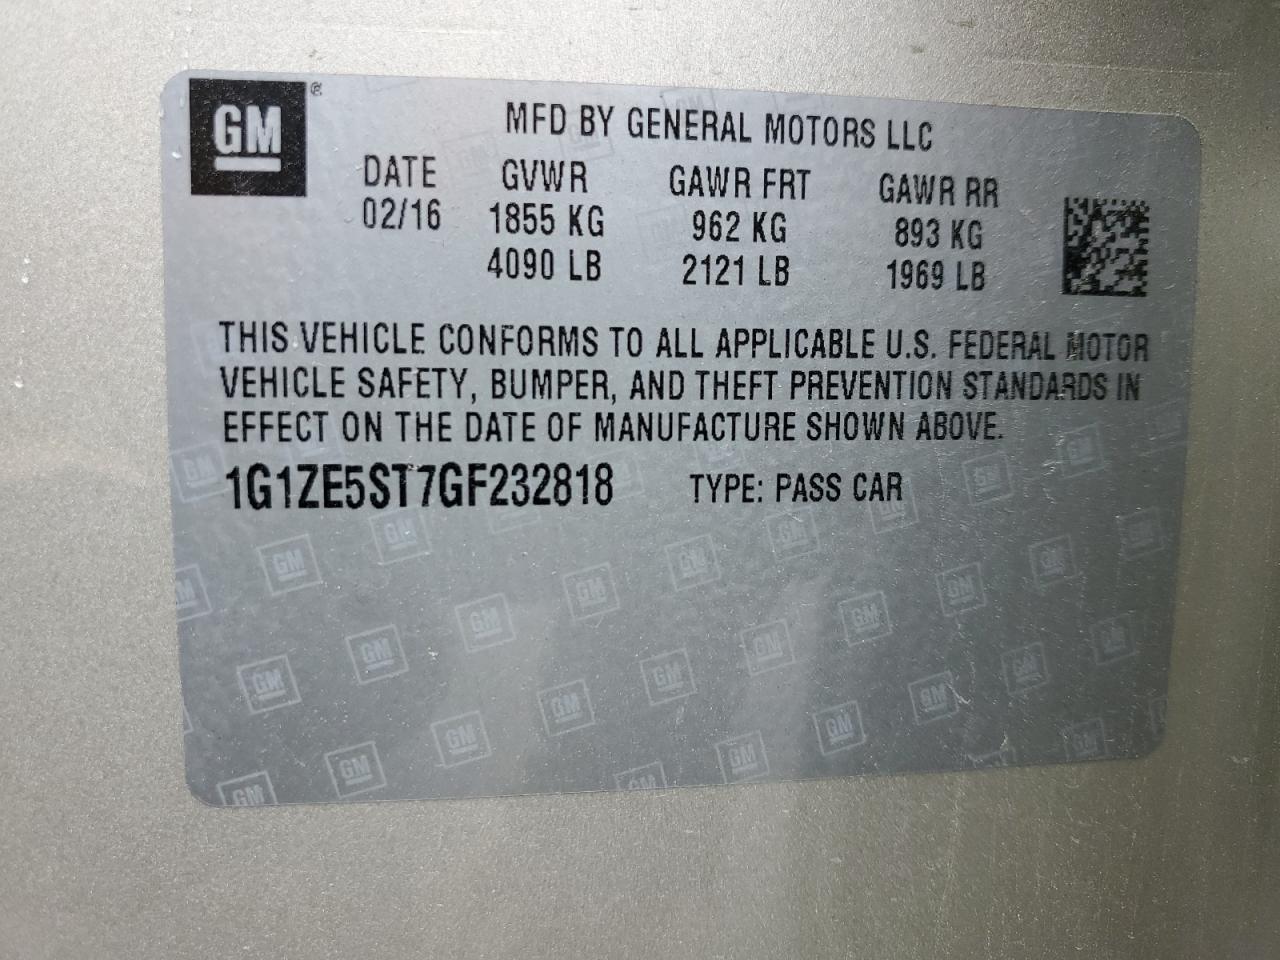 GM ®
MFD BY GENERAL MOTORS LLC
DATE GVWR GAWR FRT GAWR RR
02/16 1855 KG 962 KG 893 KG
4090 LB 2121 LB 1969 LB
THIS VEHICLE CONFORMS TO ALL APPLICABLE U.S. FEDERAL MOTOR
VEHICLE SAFETY, BUMPER, AND THEFT PREVENTION STANDARDS IN
EFFECT ON THE DATE OF MANUFACTURE SHOWN ABOVE.
1G1ZE5ST7GF232818 TYPE: PASS CAR